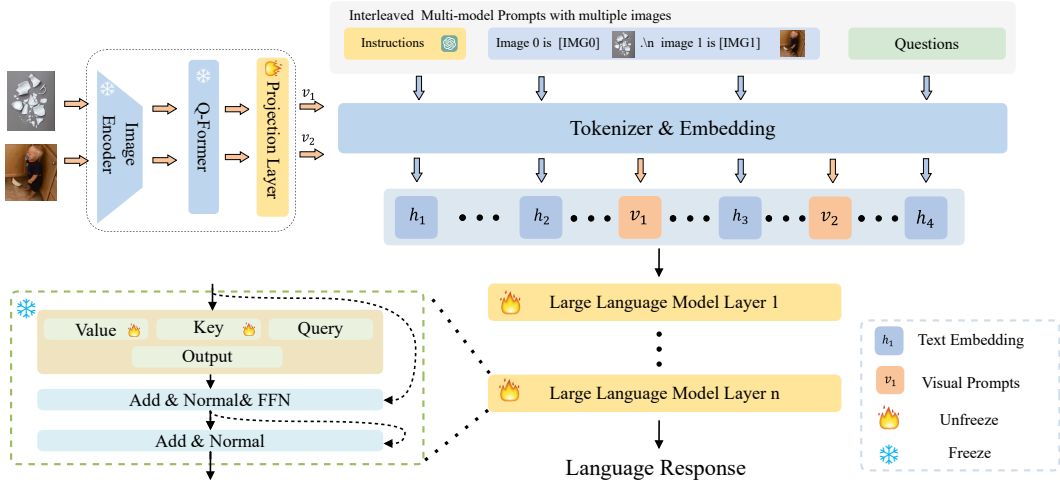 Interleaved Multi-model Prompts with multiple images
Instructions
Image 0 is [IMG0] .\n image 1 is [IMG1]
Questions
Image Encoder
Q-Former
Projection Layer
v1
v2
Tokenizer & Embedding
h1 • • • h2 • • • v1 • • • h3 • • • v2 • • • • h4
Large Language Model Layer 1
Large Language Model Layer n
Language Response
Value
Key
Query
Output
Add & Normal& FFN
Add & Normal
h1 Text Embedding
v1 Visual Prompts
Unfreeze
Freeze